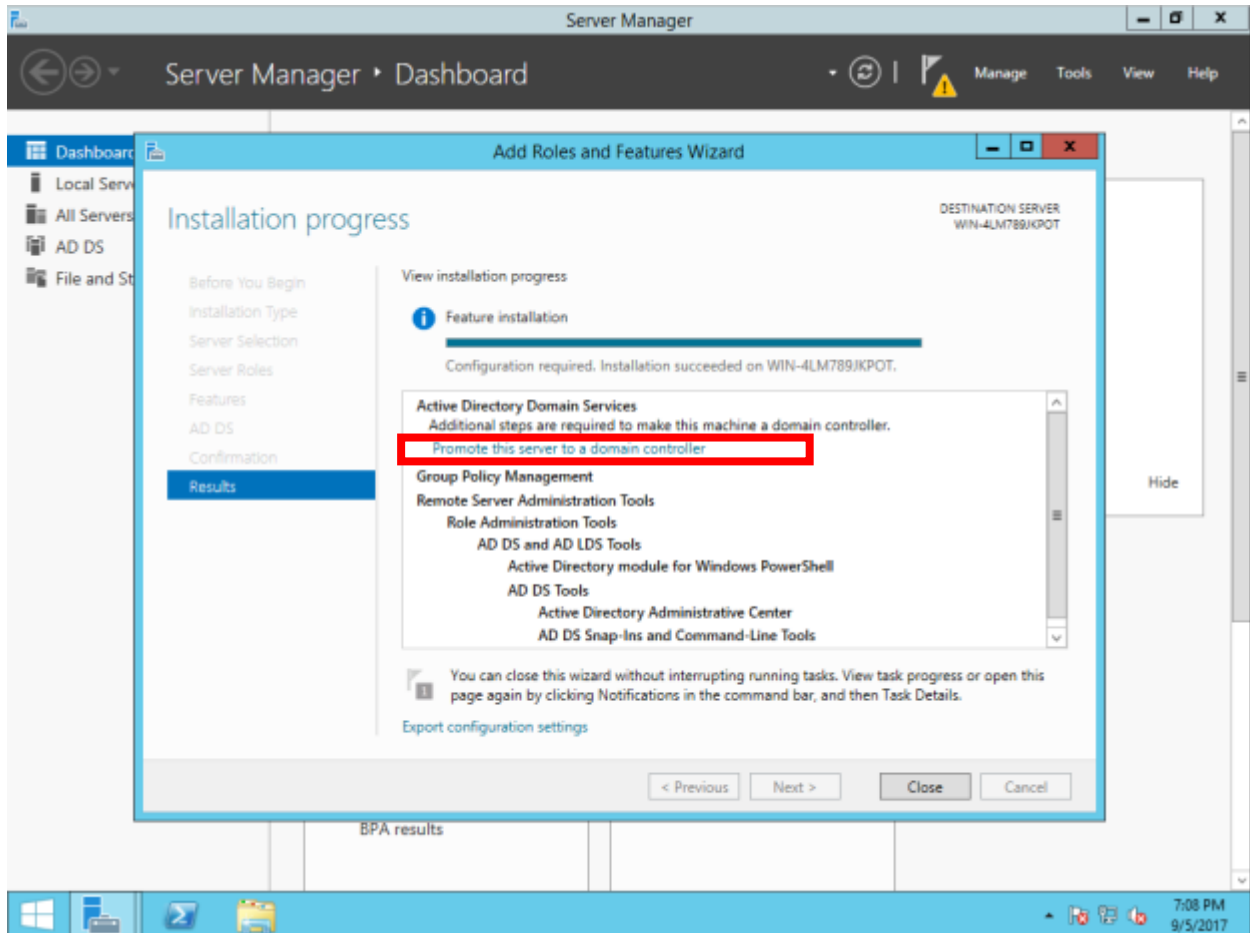 Server Manager
Server Manager ‣ Dashboard
Manage Tools View Help
Dashboard
Local Serv
All Servers
AD DS
File and St
Add Roles and Features Wizard
Installation progress
DESTINATION SERVER
WIN-4LM789JKPOT
Before You Begin
Installation Type
Server Selection
Server Roles
Features
AD DS
Confirmation
Results
View installation progress
Feature installation
Configuration required. Installation succeeded on WIN-4LM789JKPOT.
Active Directory Domain Services
Additional steps are required to make this machine a domain controller.
Promote this server to a domain controller
Group Policy Management
Remote Server Administration Tools
Role Administration Tools
AD DS and AD LDS Tools
Active Directory module for Windows PowerShell
AD DS Tools
Active Directory Administrative Center
AD DS Snap-Ins and Command-Line Tools
1
You can close this wizard without interrupting running tasks. View task progress or open this
page again by clicking Notifications in the command bar, and then Task Details.
Export configuration settings
< Previous Next > Close Cancel
Hide
BPA results
7:08 PM
9/5/2017